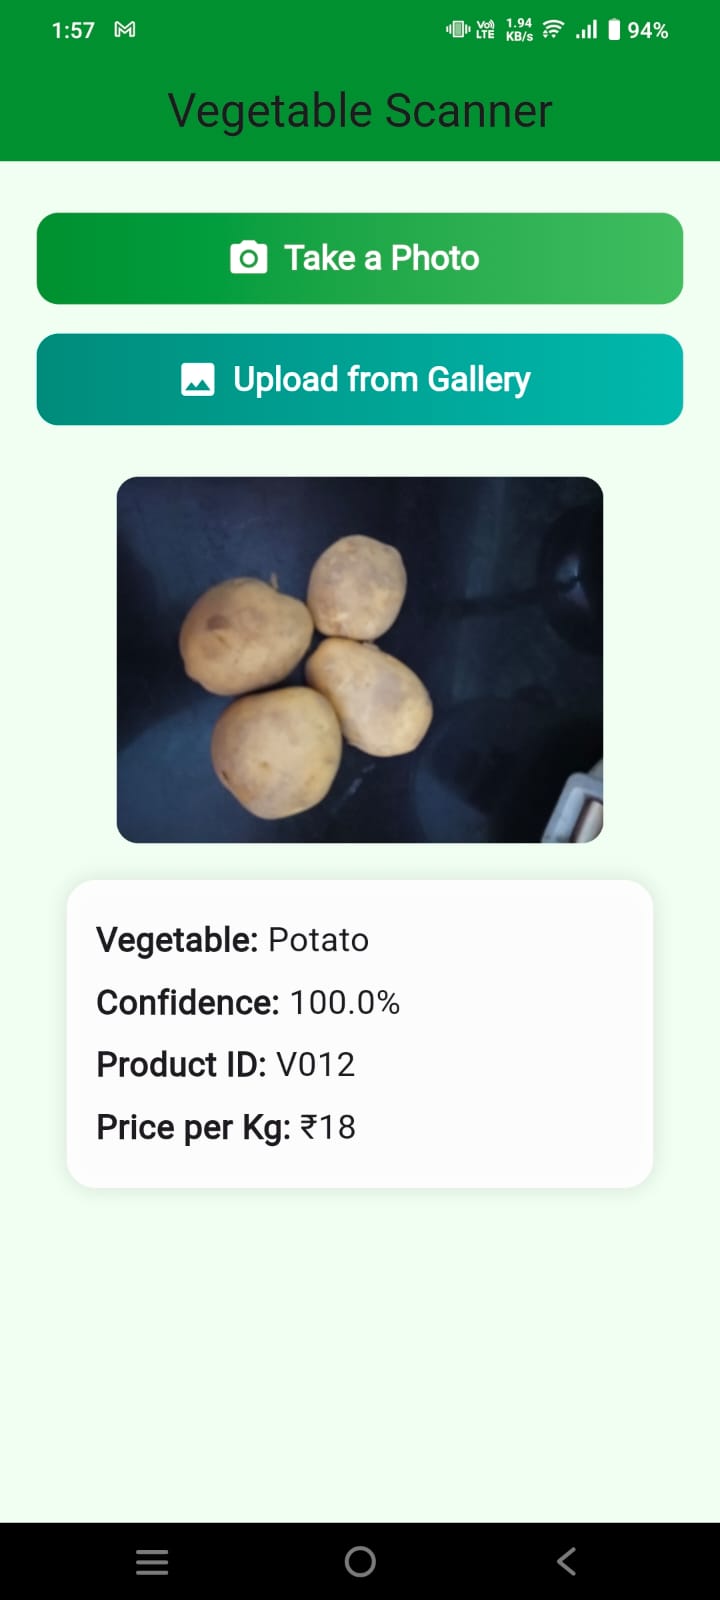 1:57 Vo) LTE 1.94 KB/s 94%
Vegetable Scanner
Take a Photo
Upload from Gallery
Vegetable: Potato
Confidence: 100.0%
Product ID: V012
Price per Kg: ₹18